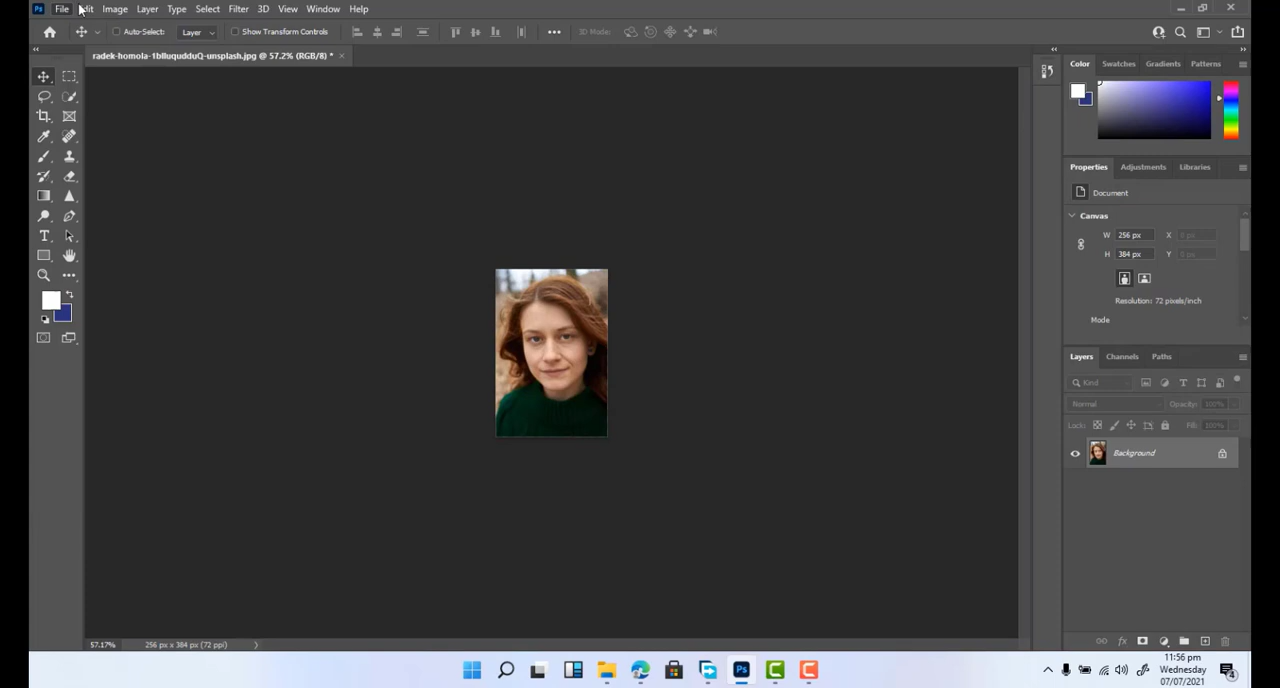 Ps File Edit Image Layer Type Select Filter 3D View Window Help
Auto-Select: Layer Show Transform Controls 3D Mode:
radek-homola-1blluqudduQ-unsplash.jpg @ 57.2% (RGB/8) *
Color Swatches Gradients Patterns
Properties Adjustments Libraries
Document
Canvas
W 256 px X 0 px
H 384 px Y 0 px
Resolution: 72 pixels/inch
Mode
Layers Channels Paths
Kind
Normal Opacity: 100%
Lock: Fill: 100%
Background
57.17% 256 px x 384 px (72 ppi)
11:56 pm
Wednesday
07/07/2021
4